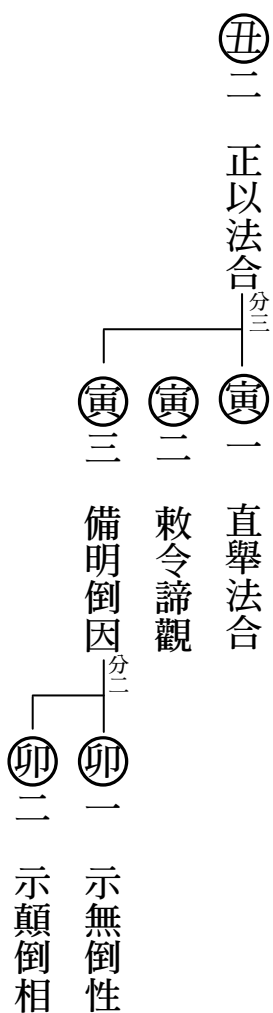 丑二 正以法合
分三
寅一 直舉法合
寅二 敕令諦觀
寅三 備明倒因
分二
卯一 示無倒性
卯二 示顛倒相